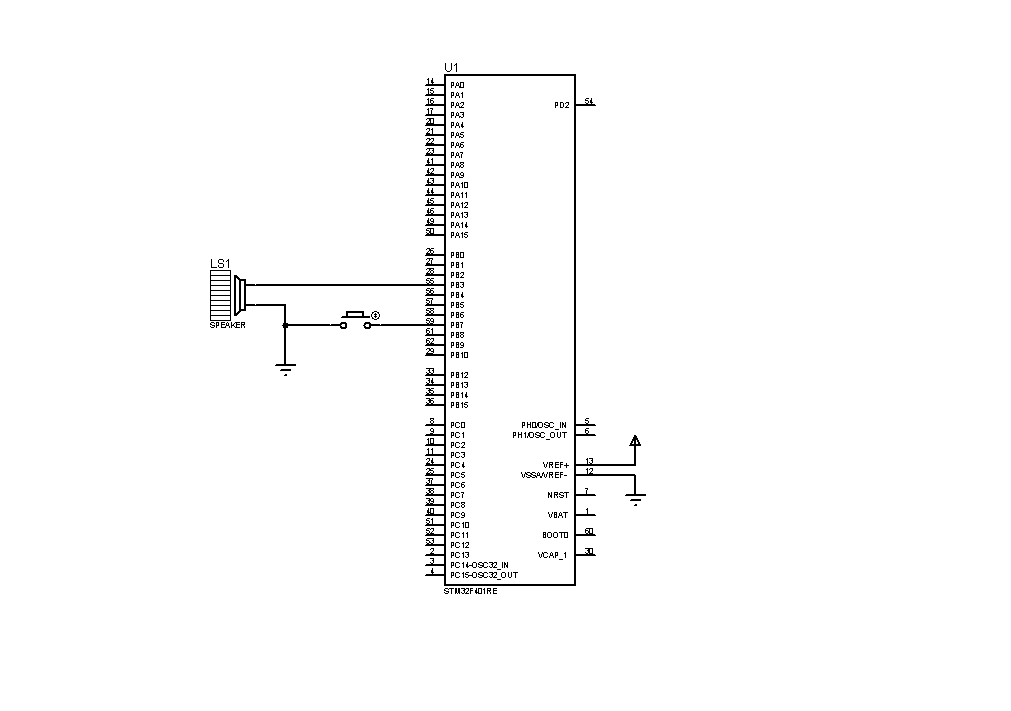 U1
14 PA0
15 PA1
16 PA2
17 PA3
20 PA4
21 PA5
22 PA6
23 PA7
41 PA8
42 PA9
43 PA10
44 PA11
45 PA12
46 PA13
49 PA14
50 PA15
26 PB0
27 PB1
28 PB2
55 PB3
56 PB4
57 PB5
58 PB6
59 PB7
61 PB8
62 PB9
29 PB10
33 PB12
34 PB13
35 PB14
36 PB15
8 PC0
9 PC1
10 PC2
11 PC3
24 PC4
25 PC5
37 PC6
38 PC7
39 PC8
40 PC9
51 PC10
52 PC11
53 PC12
2 PC13
3 PC14-OSC32_IN
4 PC15-OSC32_OUT
PD2 54
PH0/OSC_IN 5
PH1/OSC_OUT 6
VREF+ 13
VSSA/VREF- 12
NRST 7
VBAT 1
BOOT0 60
VCAP_1 30
STM32F401RE
LS1
SPEAKER